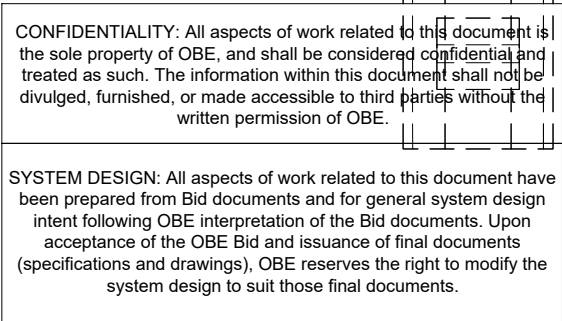 CONFIDENTIALITY: All aspects of work related to this document is
the sole property of OBE, and shall be considered confidential and
treated as such. The information within this document shall not be
divulged, furnished, or made accessible to third parties without the
written permission of OBE.
SYSTEM DESIGN: All aspects of work related to this document have
been prepared from Bid documents and for general system design
intent following OBE interpretation of the Bid documents. Upon
acceptance of the OBE Bid and issuance of final documents
(specifications and drawings), OBE reserves the right to modify the
system design to suit those final documents.